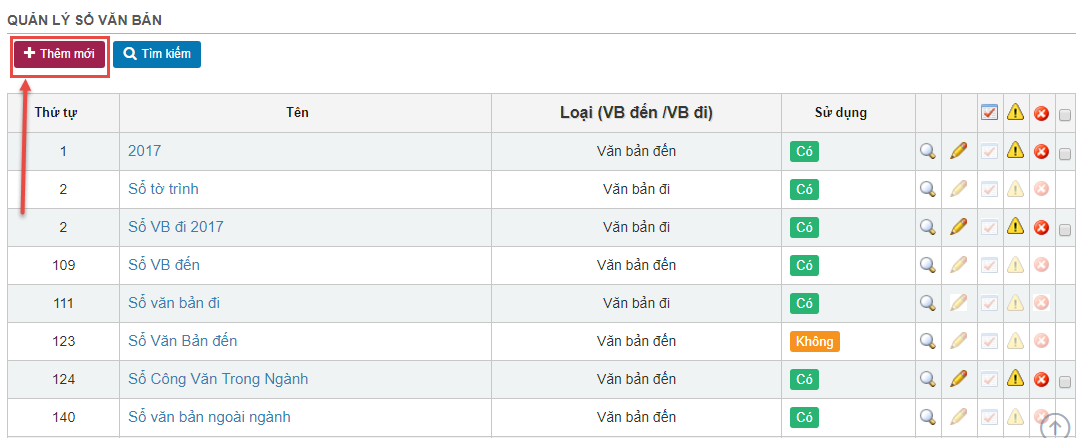 QUẢN LÝ SỔ VĂN BẢN
Thêm mới Tìm kiếm
Thứ tự Tên Loại (VB đến /VB đi) Sử dụng
1 2017 Văn bản đến Có
2 Sổ tờ trình Văn bản đi Có
2 Sổ VB đi 2017 Văn bản đi Có
109 Sổ VB đến Văn bản đến Có
111 Sổ văn bản đi Văn bản đi Có
123 Sổ Văn Bản đến Văn bản đến Không
124 Sổ Công Văn Trong Ngành Văn bản đến Có
140 Sổ văn bản ngoài ngành Văn bản đến Có